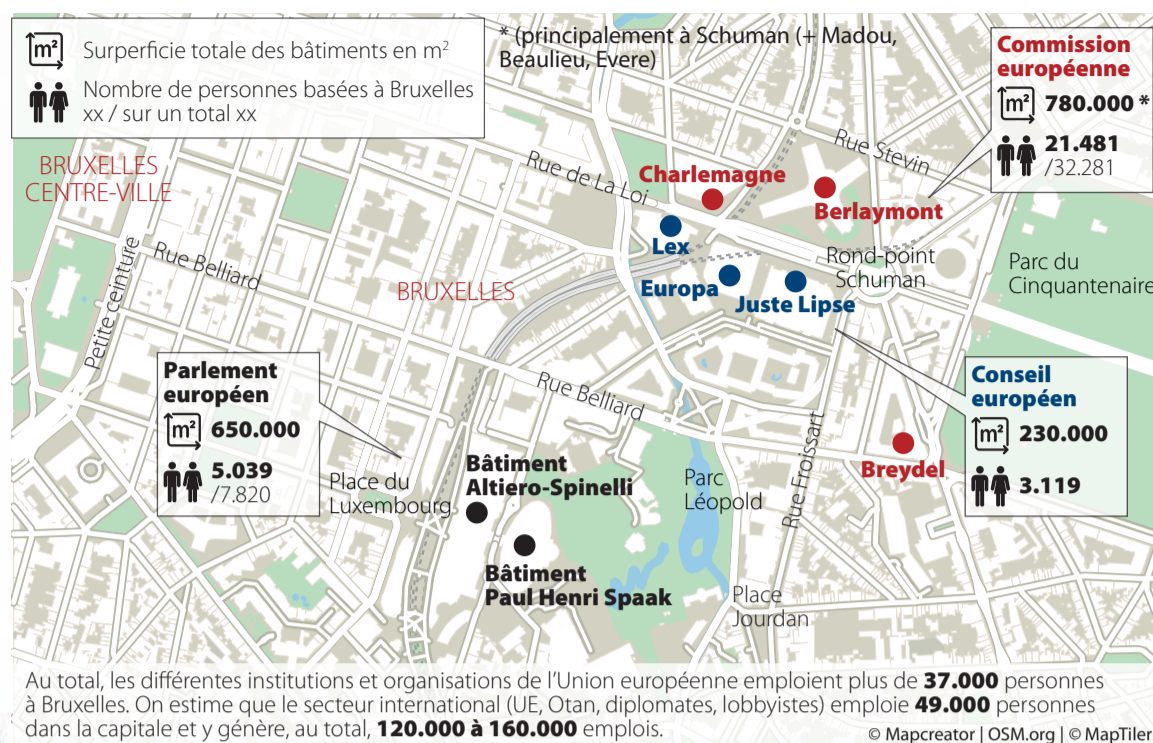 m²
Surperficie totale des bâtiments en m²
Nombre de personnes basées à Bruxelles
xx / sur un total xx
* (principalement à Schuman (+ Madou,
Beaulieu, Evere)
Commission
européenne
m² 780.000 *
21.481
/32.281
BRUXELLES
CENTRE-VILLE
Rue de La Loi
Rue Stevin
Charlemagne
Berlaymont
Lex
Rue Belliard
Petite ceinture
BRUXELLES
Europa
Juste Lipse
Rond-point
Schuman
Parc du
Cinquantenaire
Parlement
européen
m² 650.000
5.039
/7.820
Rue Belliard
Conseil
européen
m² 230.000
3.119
Place du
Luxembourg
Bâtiment
Altiero-Spinelli
Parc
Léopold
Rue Froissart
Breydel
Bâtiment
Paul Henri Spaak
Place
Jourdan
Au total, les différentes institutions et organisations de l'Union européenne emploient plus de 37.000 personnes
à Bruxelles. On estime que le secteur international (UE, Otan, diplomates, lobbyistes) emploie 49.000 personnes
dans la capitale et y génère, au total, 120.000 à 160.000 emplois.
© Mapcreator | OSM.org | © MapTiler